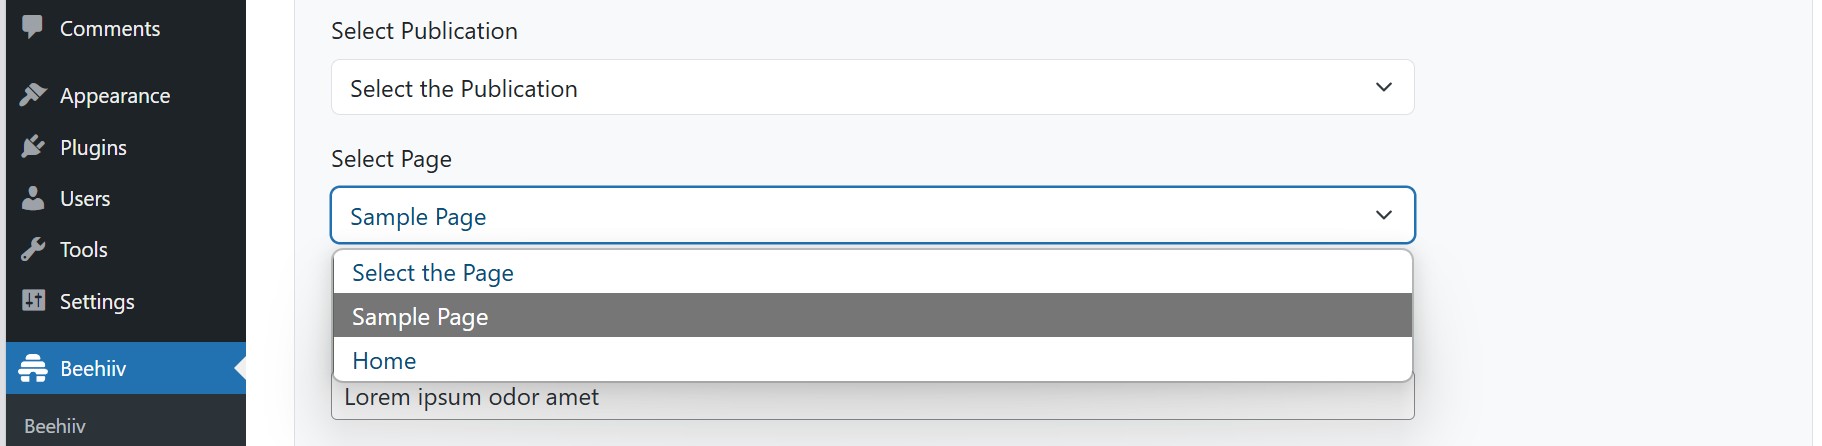 Comments
Appearance
Plugins
Users
Tools
Settings
Beehiiv
Beehiiv
Select Publication
Select the Publication
Select Page
Sample Page
Select the Page
Sample Page
Home
Lorem ipsum odor amet